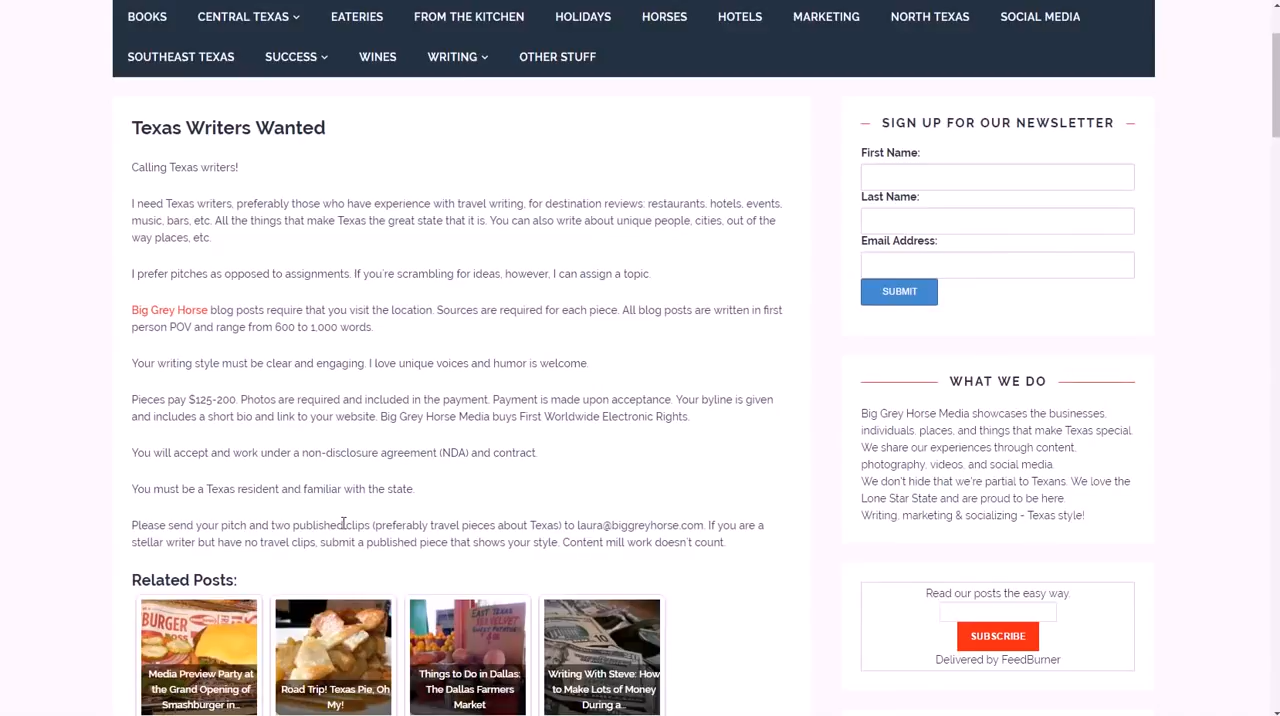 BOOKS CENTRAL TEXAS EATERIES FROM THE KITCHEN HOLIDAYS HORSES HOTELS MARKETING NORTH TEXAS SOCIAL MEDIA
SOUTHEAST TEXAS SUCCESS WINES WRITING OTHER STUFF
Texas Writers Wanted
Calling Texas writers!
I need Texas writers, preferably those who have experience with travel writing, for destination reviews: restaurants, hotels, events,
music, bars, etc. All the things that make Texas the great state that it is. You can also write about unique people, cities, out of the
way places, etc.
I prefer pitches as opposed to assignments. If you're scrambling for ideas, however, I can assign a topic.
Big Grey Horse blog posts require that you visit the location. Sources are required for each piece. All blog posts are written in first
person POV and range from 600 to 1,000 words.
Your writing style must be clear and engaging. I love unique voices and humor is welcome.
Pieces pay $125-200. Photos are required and included in the payment. Payment is made upon acceptance. Your byline is given
and includes a short bio and link to your website. Big Grey Horse Media buys First Worldwide Electronic Rights.
You will accept and work under a non-disclosure agreement (NDA) and contract.
You must be a Texas resident and familiar with the state.
Please send your pitch and two published clips (preferably travel pieces about Texas) to laura@biggreyhorse.com. If you are a
stellar writer but have no travel clips, submit a published piece that shows your style. Content mill work doesn't count.
Related Posts:
Media Preview Party at
the Grand Opening of
Smashburger in...
Road Trip! Texas Pie, Oh
My!
Things to Do in Dallas:
The Dallas Farmers
Market
Writing With Steve: How
to Make Lots of Money
During a...
SIGN UP FOR OUR NEWSLETTER
First Name:
Last Name:
Email Address:
SUBMIT
WHAT WE DO
Big Grey Horse Media showcases the businesses,
individuals, places, and things that make Texas special.
We share our experiences through content,
photography, videos, and social media.
We don't hide that we're partial to Texans. We love the
Lone Star State and are proud to be here.
Writing, marketing & socializing - Texas style!
Read our posts the easy way.
SUBSCRIBE
Delivered by FeedBurner